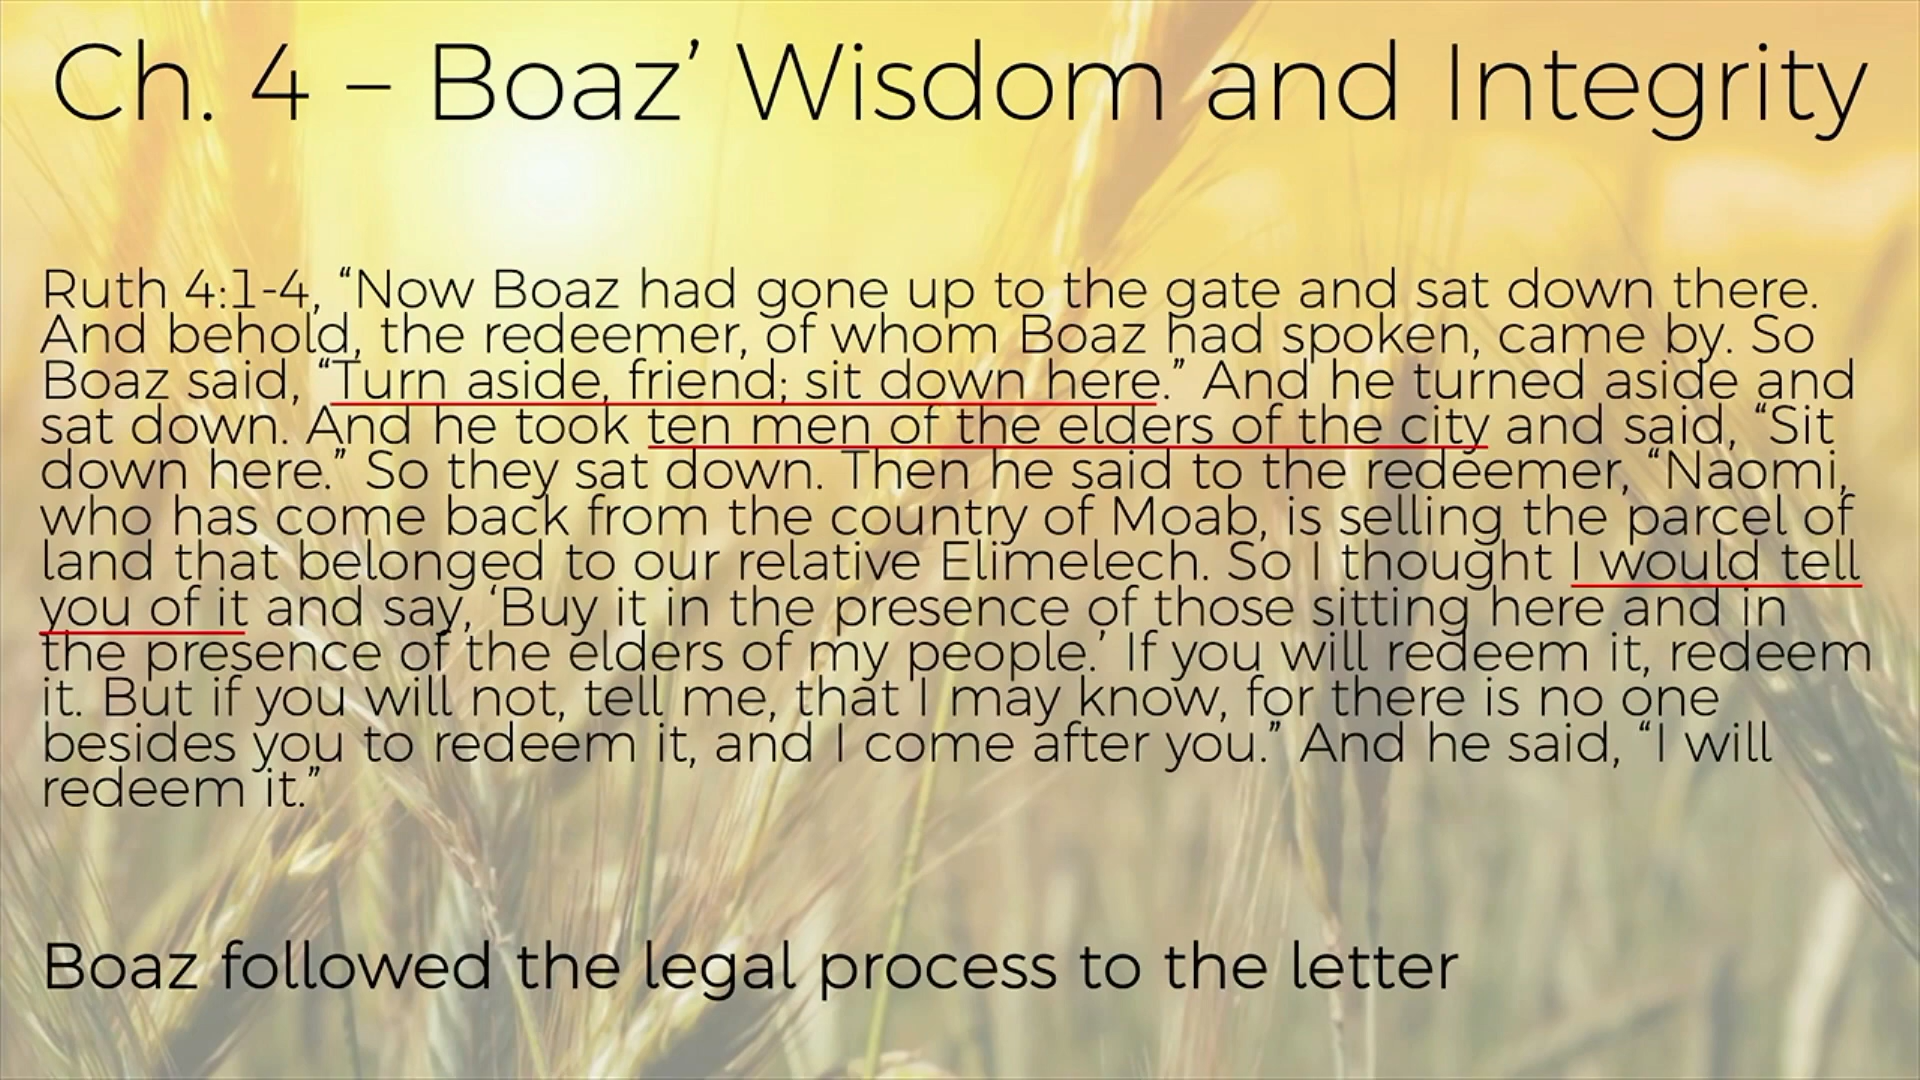 Ch. 4 – Boaz’ Wisdom and Integrity
Ruth 4:1-4, “Now Boaz had gone up to the gate and sat down there.
And behold, the redeemer, of whom Boaz had spoken, came by. So
Boaz said, “Turn aside, friend; sit down here.” And he turned aside and
sat down. And he took ten men of the elders of the city and said, “Sit
down here.” So they sat down. Then he said to the redeemer, “Naomi,
who has come back from the country of Moab, is selling the parcel of
land that belonged to our relative Elimelech. So I thought I would tell
you of it and say, ‘Buy it in the presence of those sitting here and in
the presence of the elders of my people.’ If you will redeem it, redeem
it. But if you will not, tell me, that I may know, for there is no one
besides you to redeem it, and I come after you.” And he said, “I will
redeem it.”
Boaz followed the legal process to the letter